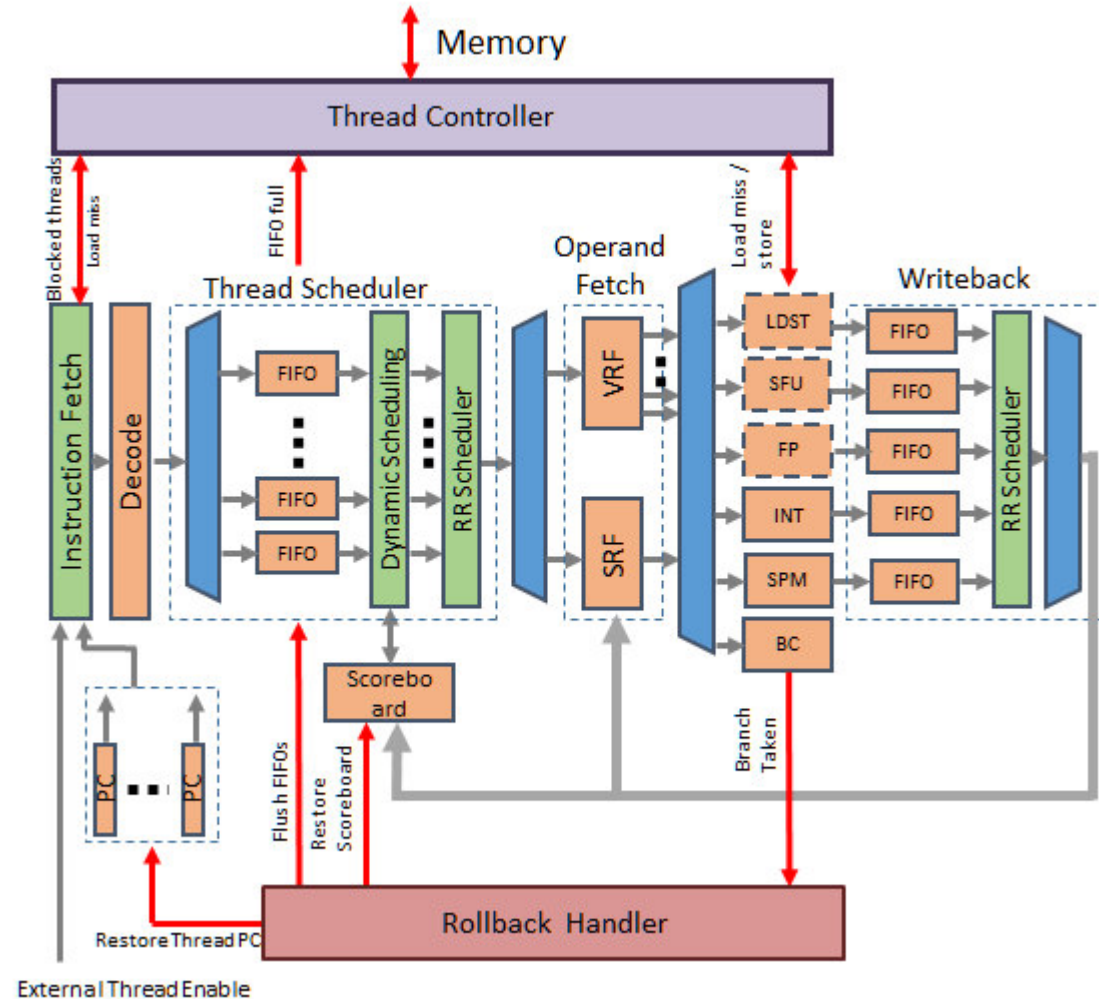 Memory
Thread Controller
Blocked threads
Load miss
FIFO full
Load miss /
store
Operand
Fetch
Thread Scheduler
Writeback
Instruction Fetch
Decode
FIFO
FIFO
FIFO
Dynamic Scheduling
RR Scheduler
VRF
SRF
LDST
SFU
FP
INT
SPM
BC
FIFO
FIFO
FIFO
FIFO
FIFO
RR Scheduler
Scorebo
ard
PC
PC
Flush FIFOs
Restore
Scoreboard
Branch
Taken
Rollback Handler
Restore Thread PC
External Thread Enable